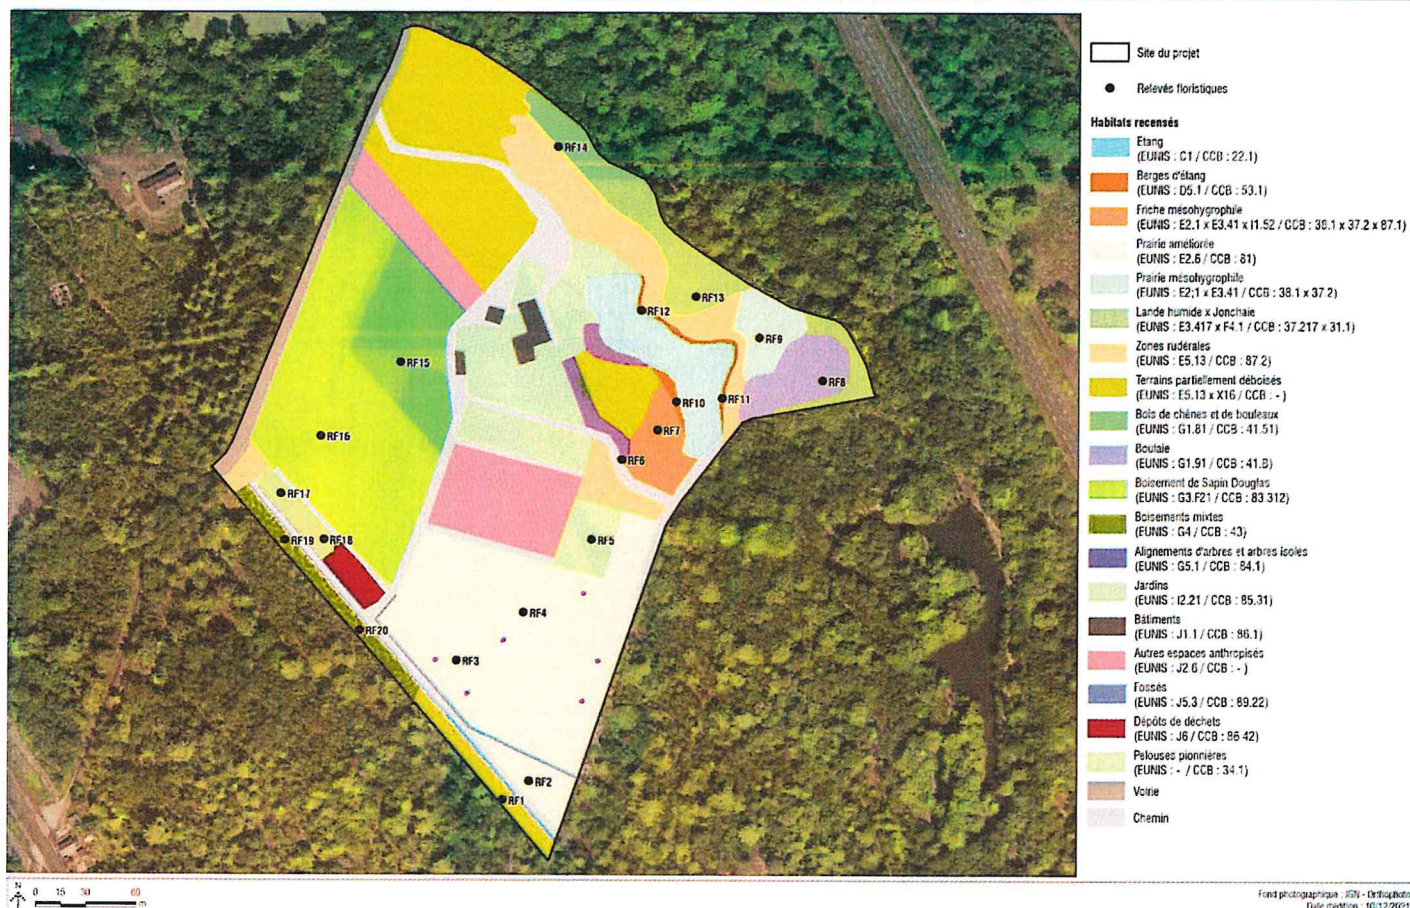 RF14
RF13
RF12
RF9
RF15
RF8
RF10
RF11
RF7
RF16
RF6
RF17
RF19
RF18
RF5
RF4
RF20
RF3
RF2
RF1
Site du projet
Relevés floristiques
Habitats recensés
Etang
(EUNIS : C1 / CCB : 22.1)
Berges d'étang
(EUNIS : D5.1 / CCB : 53.1)
Friche mésohygrophile
(EUNIS : E2.1 x E3.41 x I1.52 / CCB : 38.1 x 37.2 x 87.1)
Prairie améliorée
(EUNIS : E2.6 / CCB : 81)
Prairie mésohygrophile
(EUNIS : E2;1 x E3.41 / CCB : 38.1 x 37.2)
Lande humide x Jonchaie
(EUNIS : E3.417 x F4.1 / CCB : 37.217 x 31.1)
Zones rudérales
(EUNIS : E5.13 / CCB : 87.2)
Terrains partiellement déboisés
(EUNIS : E5.13 x X16 / CCB : - )
Bois de chênes et de bouleaux
(EUNIS : G1.81 / CCB : 41.51)
Boulaie
(EUNIS : G1.91 / CCB : 41.B)
Boisement de Sapin Douglas
(EUNIS : G3.F21 / CCB : 83.312)
Boisements mixtes
(EUNIS : G4 / CCB : 43)
Alignements d'arbres et arbres isolés
(EUNIS : G5.1 / CCB : 84.1)
Jardins
(EUNIS : I2.21 / CCB : 85.31)
Bâtiments
(EUNIS : J1.1 / CCB : 86.1)
Autres espaces anthropisés
(EUNIS : J2.6 / CCB : - )
Fossés
(EUNIS : J5.3 / CCB : 89.22)
Dépôts de déchets
(EUNIS : J6 / CCB : 86.42)
Pelouses pionnières
(EUNIS : - / CCB : 34.1)
Voirie
Chemin
N
0 15 30 60
m
Fond photographique : IGN - Orthophoto
Date d'édition : 10/12/2021